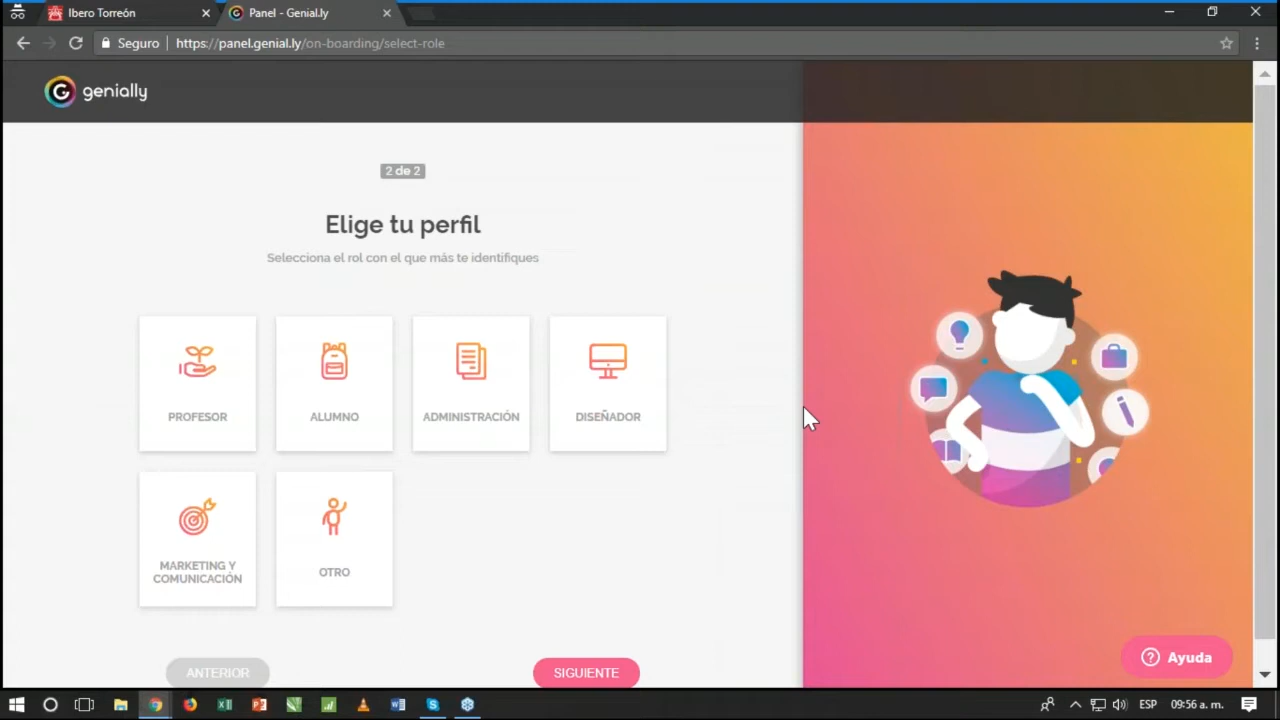 Ibero Torreón
Panel - Genial.ly
Seguro
https://panel.genial.ly/on-boarding/select-role
genially
2 de 2
Elige tu perfil
Selecciona el rol con el que más te identifiques
PROFESOR
ALUMNO
ADMINISTRACIÓN
DISEÑADOR
MARKETING Y
COMUNICACIÓN
OTRO
ANTERIOR
SIGUIENTE
Ayuda
ESP
09:56 a. m.